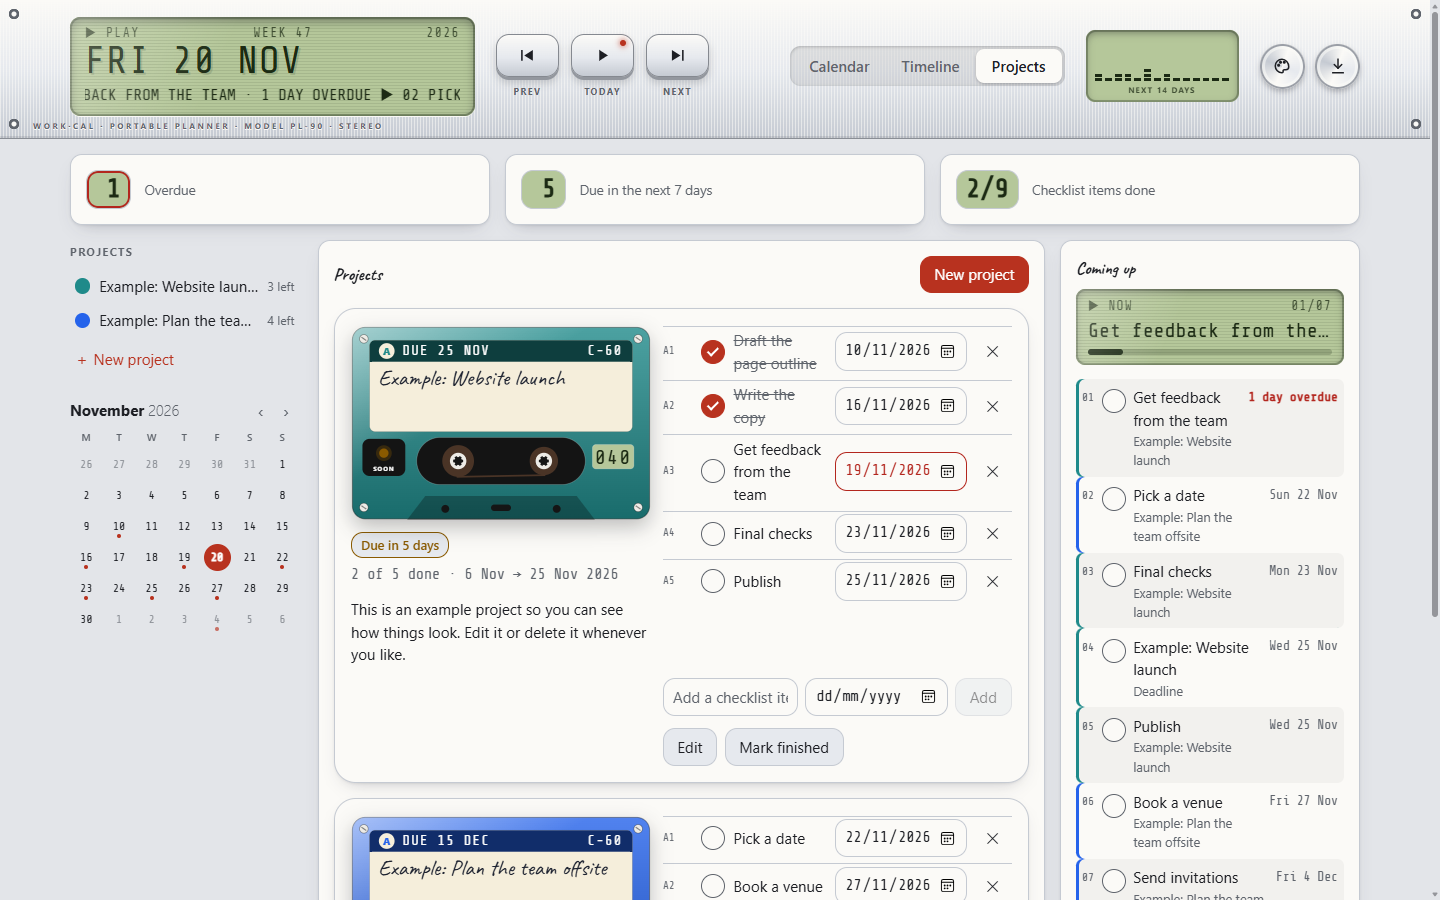 ▶ PLAY WEEK 47 2026
FRI 20 NOV
BACK FROM THE TEAM · 1 DAY OVERDUE ▶ 02 PICK
WORK-CAL · PORTABLE PLANNER · MODEL PL-90 · STEREO
PREV
TODAY
NEXT
Calendar
Timeline
Projects
NEXT 14 DAYS
1 Overdue
5 Due in the next 7 days
2/9 Checklist items done
PROJECTS
Example: Website laun... 3 left
Example: Plan the tea... 4 left
+ New project
November 2026 ‹ ›
M T W T F S S
26 27 28 29 30 31 1
2 3 4 5 6 7 8
9 10 11 12 13 14 15
16 17 18 19 20 21 22
23 24 25 26 27 28 29
30 1 2 3 4 5 6
Projects
New project
A DUE 25 NOV C-60
Example: Website launch
SOON
040
Due in 5 days
2 of 5 done · 6 Nov → 25 Nov 2026
This is an example project so you can see
how things look. Edit it or delete it whenever
you like.
A1 Draft the
page outline
10/11/2026
A2 Write the
copy
16/11/2026
A3 Get feedback
from the
team
19/11/2026
A4 Final checks 23/11/2026
A5 Publish 25/11/2026
Add a checklist ite
dd/mm/yyyy
Add
Edit
Mark finished
A DUE 15 DEC C-60
Example: Plan the team offsite
A1 Pick a date 22/11/2026
A2 Book a venue 27/11/2026
Coming up
▶ NOW 01/07
Get feedback from the…
01 Get feedback
from the team
1 day overdue
Example: Website
launch
02 Pick a date Sun 22 Nov
Example: Plan the
team offsite
03 Final checks Mon 23 Nov
Example: Website
launch
04 Example: Website
launch
Wed 25 Nov
Deadline
05 Publish Wed 25 Nov
Example: Website
launch
06 Book a venue Fri 27 Nov
Example: Plan the
team offsite
07 Send invitations Fri 4 Dec
Example: Plan the team